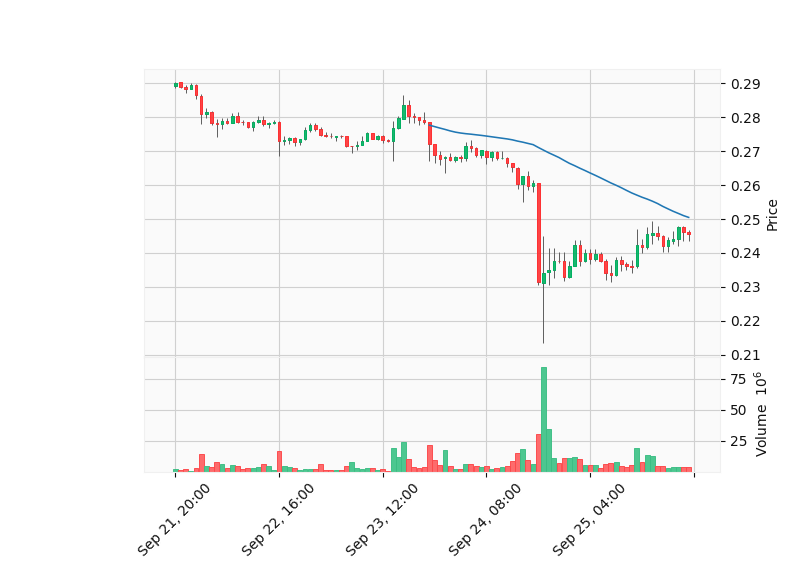 0.29
0.28
0.27
0.26
0.25
0.24
0.23
0.22
0.21
Price
75
50
25
Volume 10^6
Sep 21, 20:00
Sep 22, 16:00
Sep 23, 12:00
Sep 24, 08:00
Sep 25, 04:00